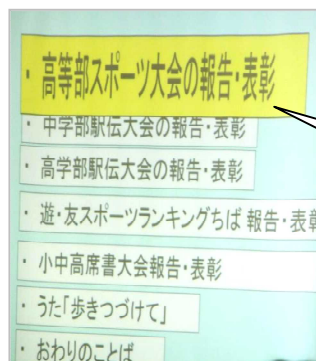 ・高等部スポーツ大会の報告・表彰
・中学部駅伝大会の報告・表彰
・高学部駅伝大会の報告・表彰
・遊・友スポーツランキングちば 報告・表彰
・小中高席書大会報告・表彰
・うた「歩きつづけて」
・おわりのことば